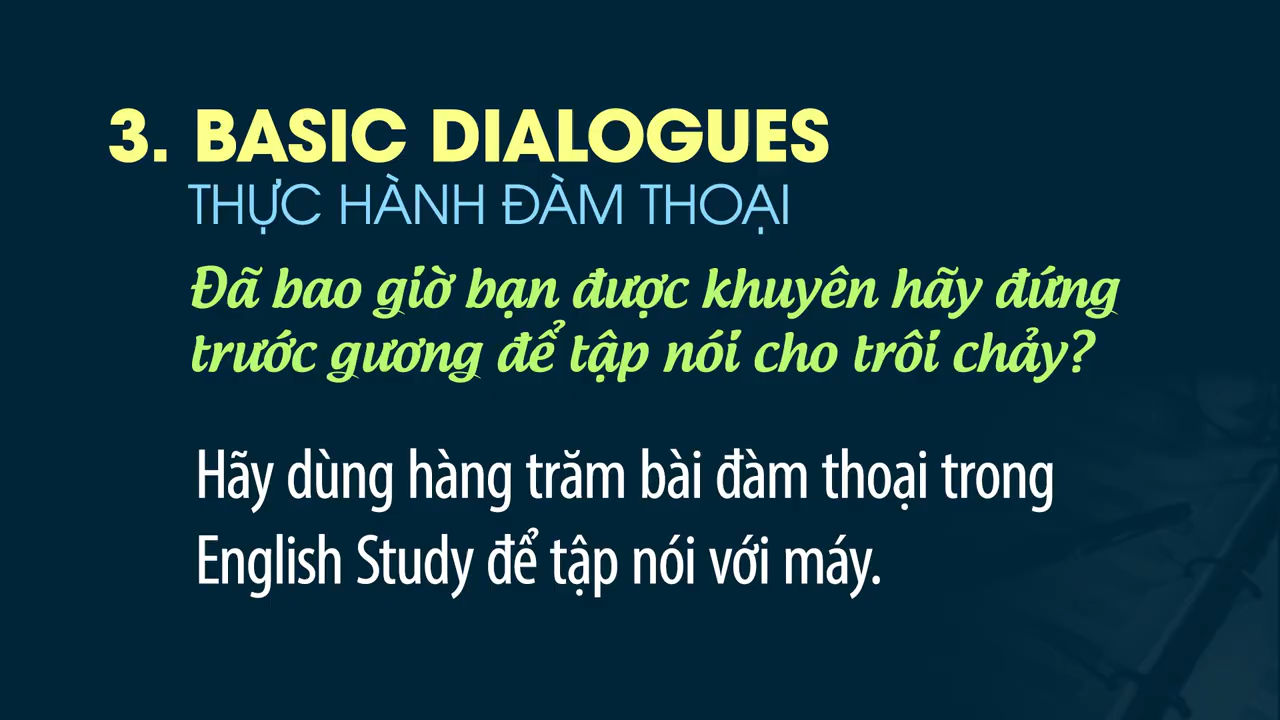 3. BASIC DIALOGUES
THỰC HÀNH ĐÀM THOẠI
Đã bao giờ bạn được khuyên hãy đứng
trước gương để tập nói cho trôi chảy?
Hãy dùng hàng trăm bài đàm thoại trong
English Study để tập nói với máy.